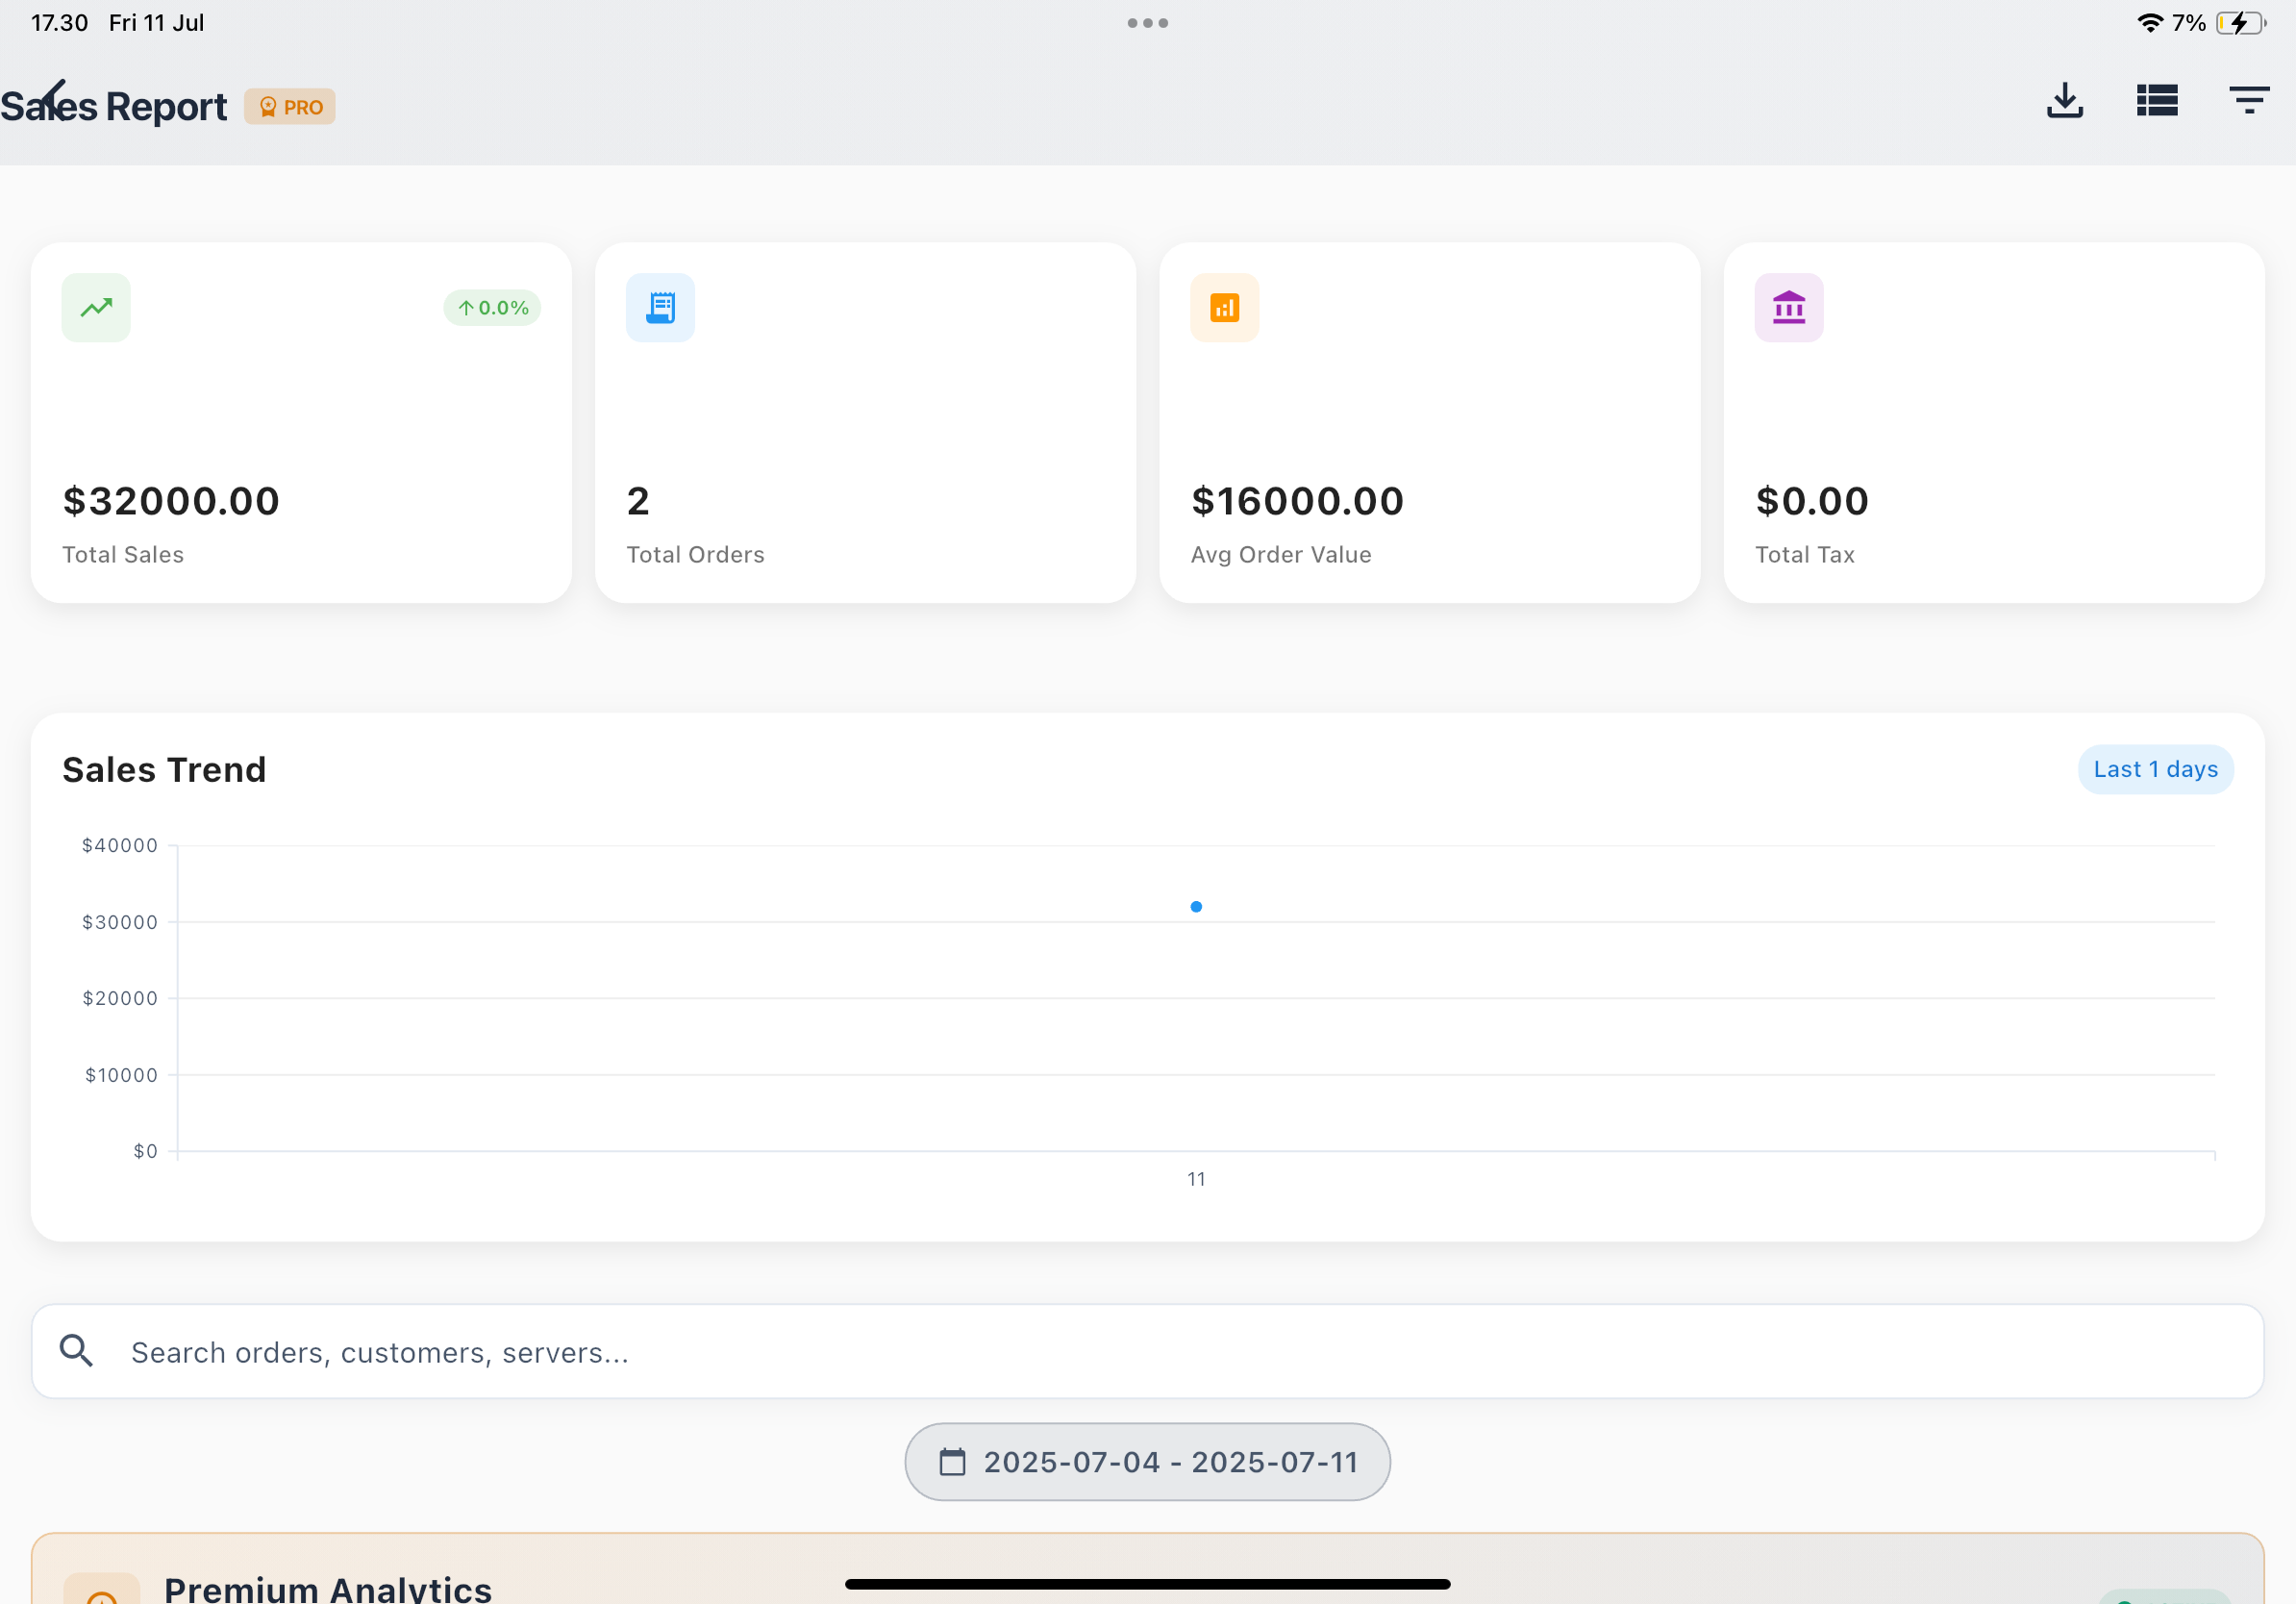 17.30 Fri 11 Jul
7%
Sales Report PRO
0.0%
$32000.00
Total Sales
2
Total Orders
$16000.00
Avg Order Value
$0.00
Total Tax
Sales Trend
Last 1 days
$40000
$30000
$20000
$10000
$0
11
Search orders, customers, servers...
2025-07-04 - 2025-07-11
Premium Analytics